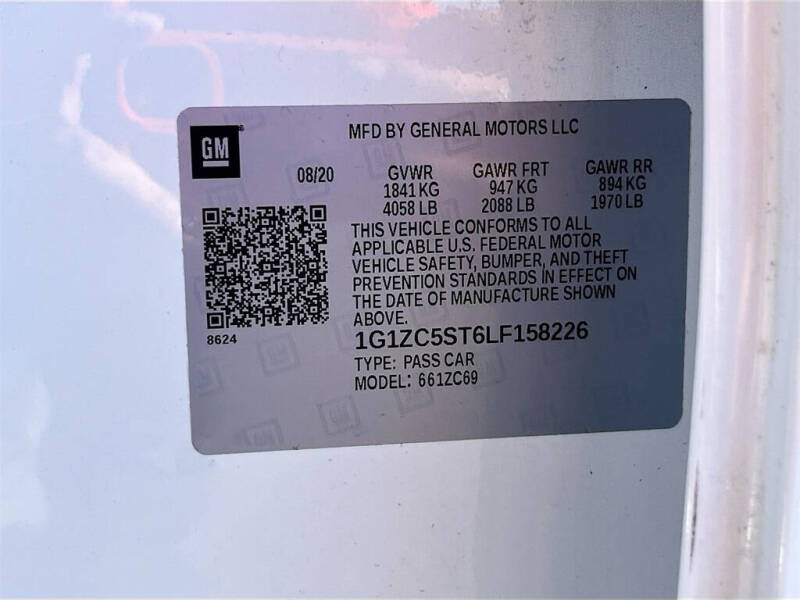 GM
MFD BY GENERAL MOTORS LLC
08/20 GVWR GAWR FRT GAWR RR
1841 KG 947 KG 894 KG
4058 LB 2088 LB 1970 LB
THIS VEHICLE CONFORMS TO ALL
APPLICABLE U.S. FEDERAL MOTOR
VEHICLE SAFETY, BUMPER, AND THEFT
PREVENTION STANDARDS IN EFFECT ON
THE DATE OF MANUFACTURE SHOWN
ABOVE.
8624
1G1ZC5ST6LF158226
TYPE: PASS CAR
MODEL: 661ZC69